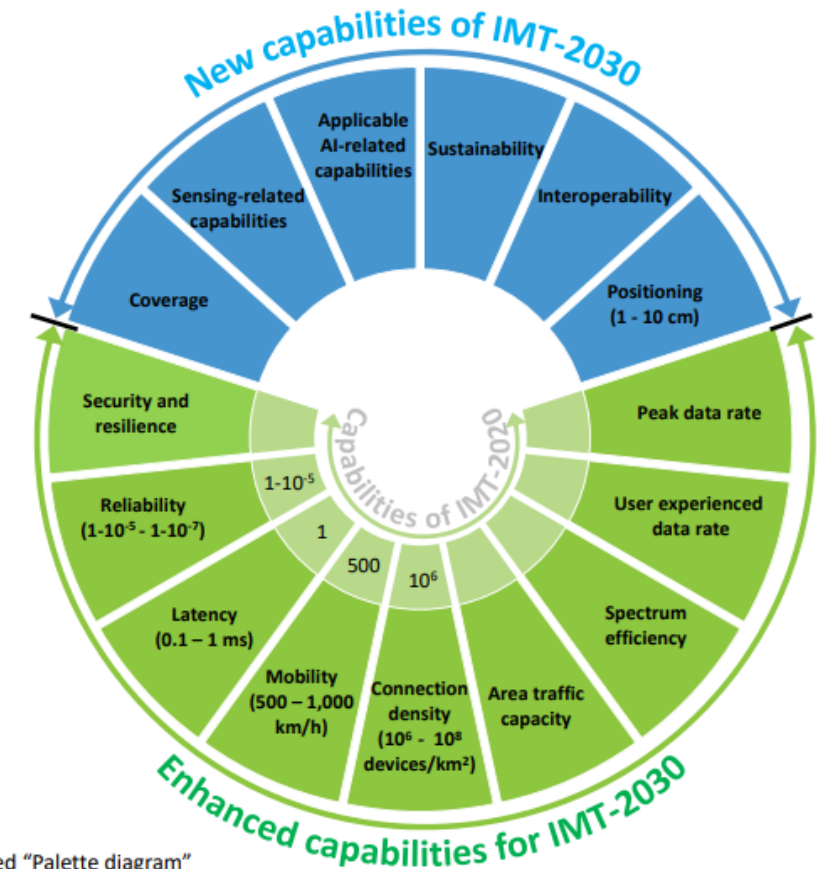 New capabilities of IMT-2030
Applicable
AI-related
capabilities
Sustainability
Sensing-related
capabilities
Interoperability
Coverage
Positioning
(1 - 10 cm)
Security and
resilience
Peak data rate
Capabilities of IMT-2020
Reliability
(1-10⁻⁵ - 1-10⁻⁷)
1-10⁻⁵
User experienced
data rate
Latency
(0.1 – 1 ms)
1
Spectrum
efficiency
Mobility
(500 – 1,000
km/h)
500
Connection
density
(10⁶ - 10⁸
devices/km²)
10⁶
Area traffic
capacity
Enhanced capabilities for IMT-2030
“Palette diagram”